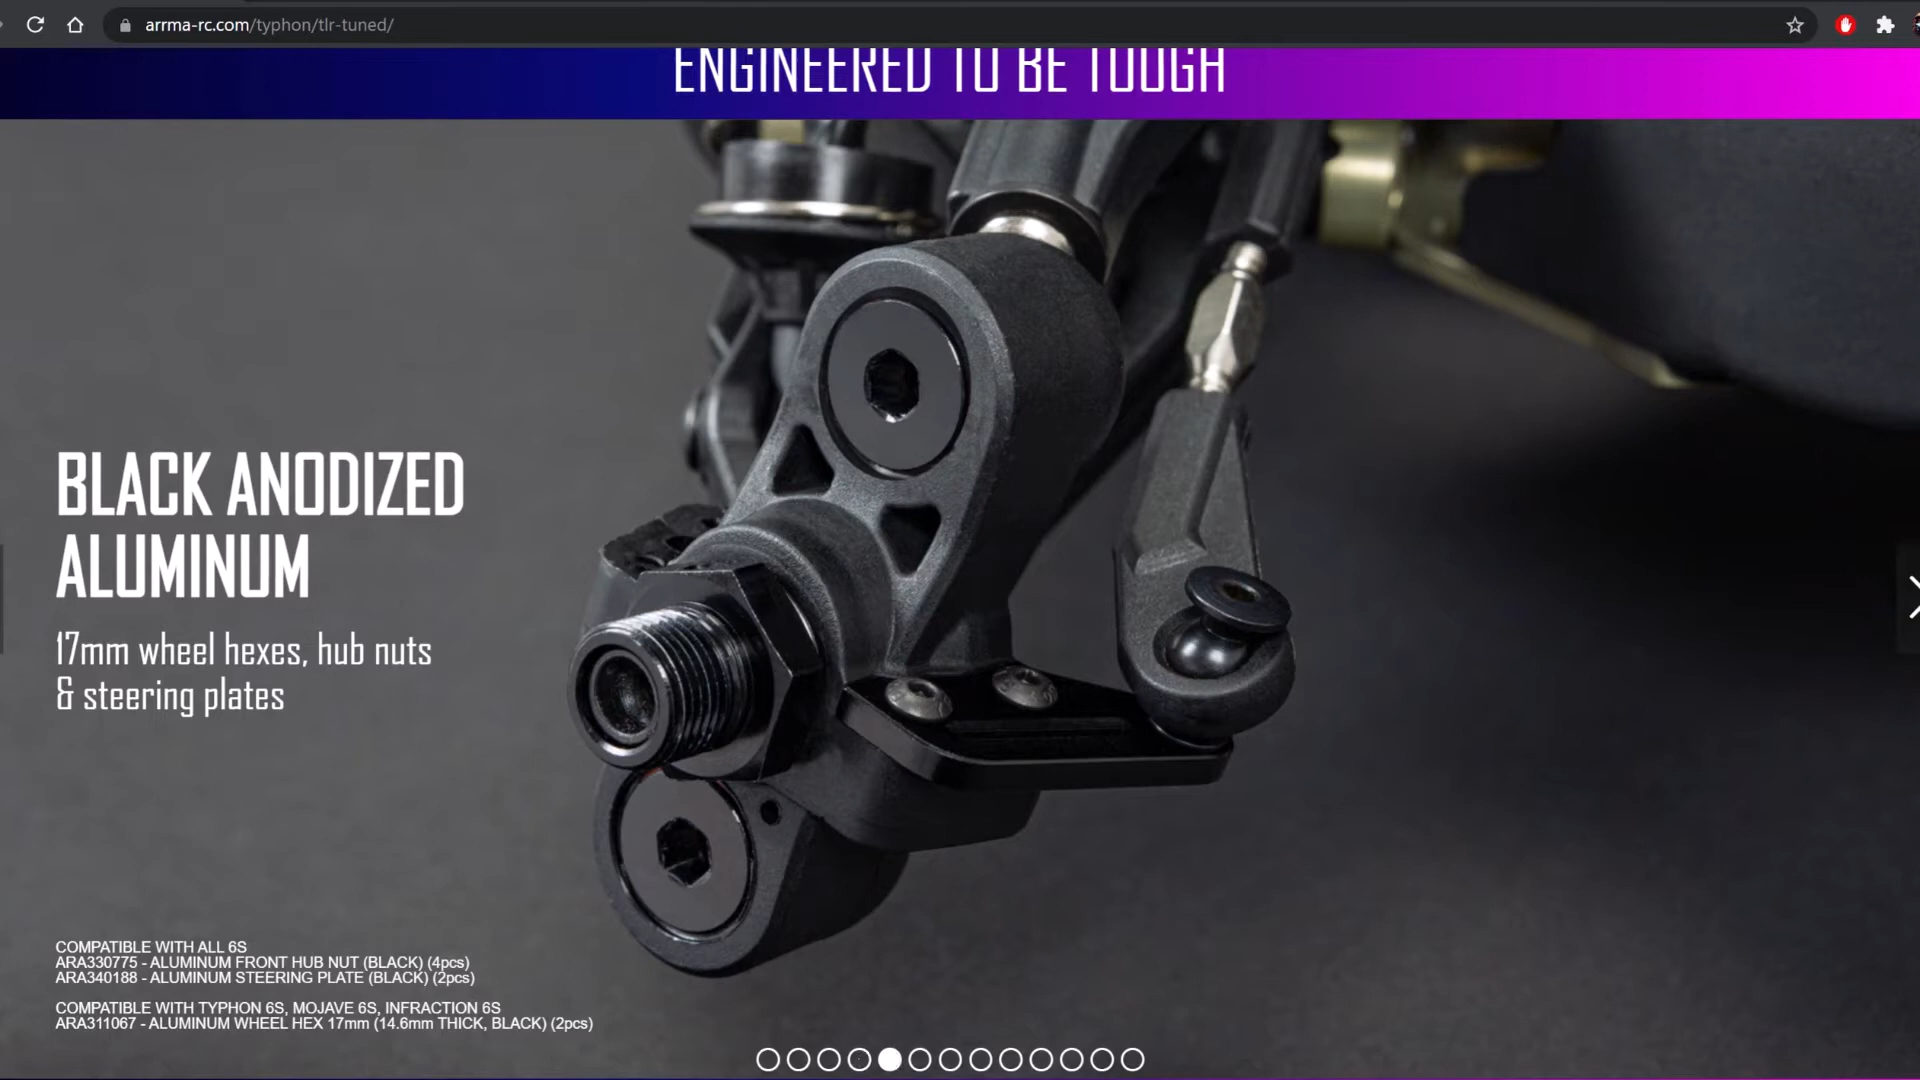 arrma-rc.com/typhon/tlr-tuned/
ENGINEERED TO BE TOUGH
BLACK ANODIZED
ALUMINUM
17mm wheel hexes, hub nuts
& steering plates
COMPATIBLE WITH ALL 6S
ARA330775 - ALUMINUM FRONT HUB NUT (BLACK) (4pcs)
ARA340188 - ALUMINUM STEERING PLATE (BLACK) (2pcs)
COMPATIBLE WITH TYPHON 6S, MOJAVE 6S, INFRACTION 6S
ARA311067 - ALUMINUM WHEEL HEX 17mm (14.6mm THICK, BLACK) (2pcs)